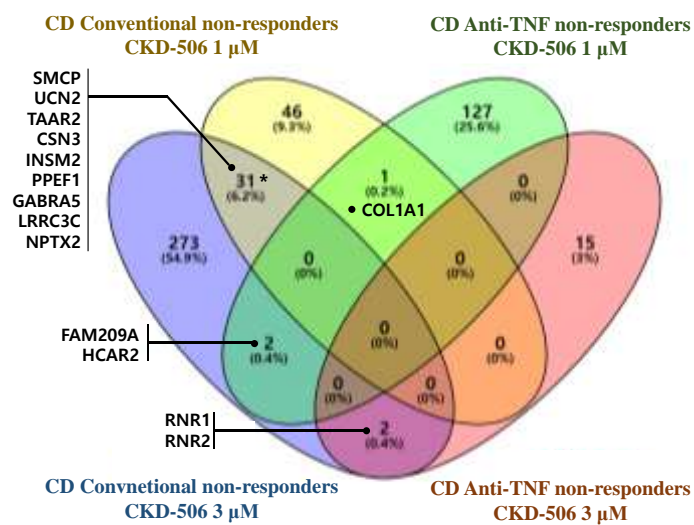 CD Conventional non-responders
CKD-506 1 μM
CD Anti-TNF non-responders
CKD-506 1 μM
SMCP
UCN2
TAAR2
CSN3
INSM2
PPEF1
GABRA5
LRRC3C
NPTX2
46
(9.3%)
127
(25.6%)
31 *
(6.2%)
1
(0.2%)
COL1A1
0
(0%)
273
(54.9%)
15
(3%)
0
(0%)
0
(0%)
FAM209A
HCAR2
2
(0.4%)
0
(0%)
0
(0%)
0
(0%)
0
(0%)
RNR1
RNR2
2
(0.4%)
CD Convnetional non-responders
CKD-506 3 μM
CD Anti-TNF non-responders
CKD-506 3 μM